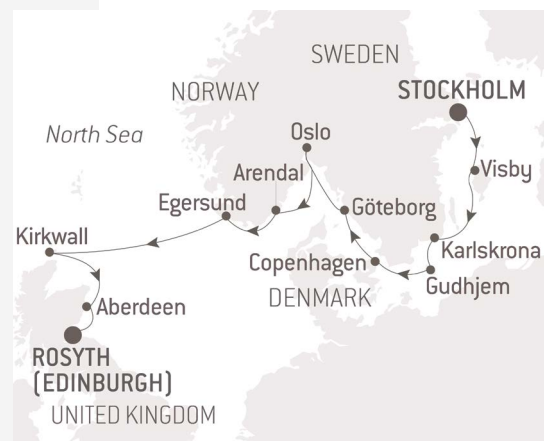 SWEDEN
NORWAY
STOCKHOLM
North Sea
Oslo
Visby
Arendal
Egersund
Göteborg
Kirkwall
Karlskrona
Copenhagen
Gudhjem
DENMARK
Aberdeen
ROSYTH
(EDINBURGH)
UNITED KINGDOM